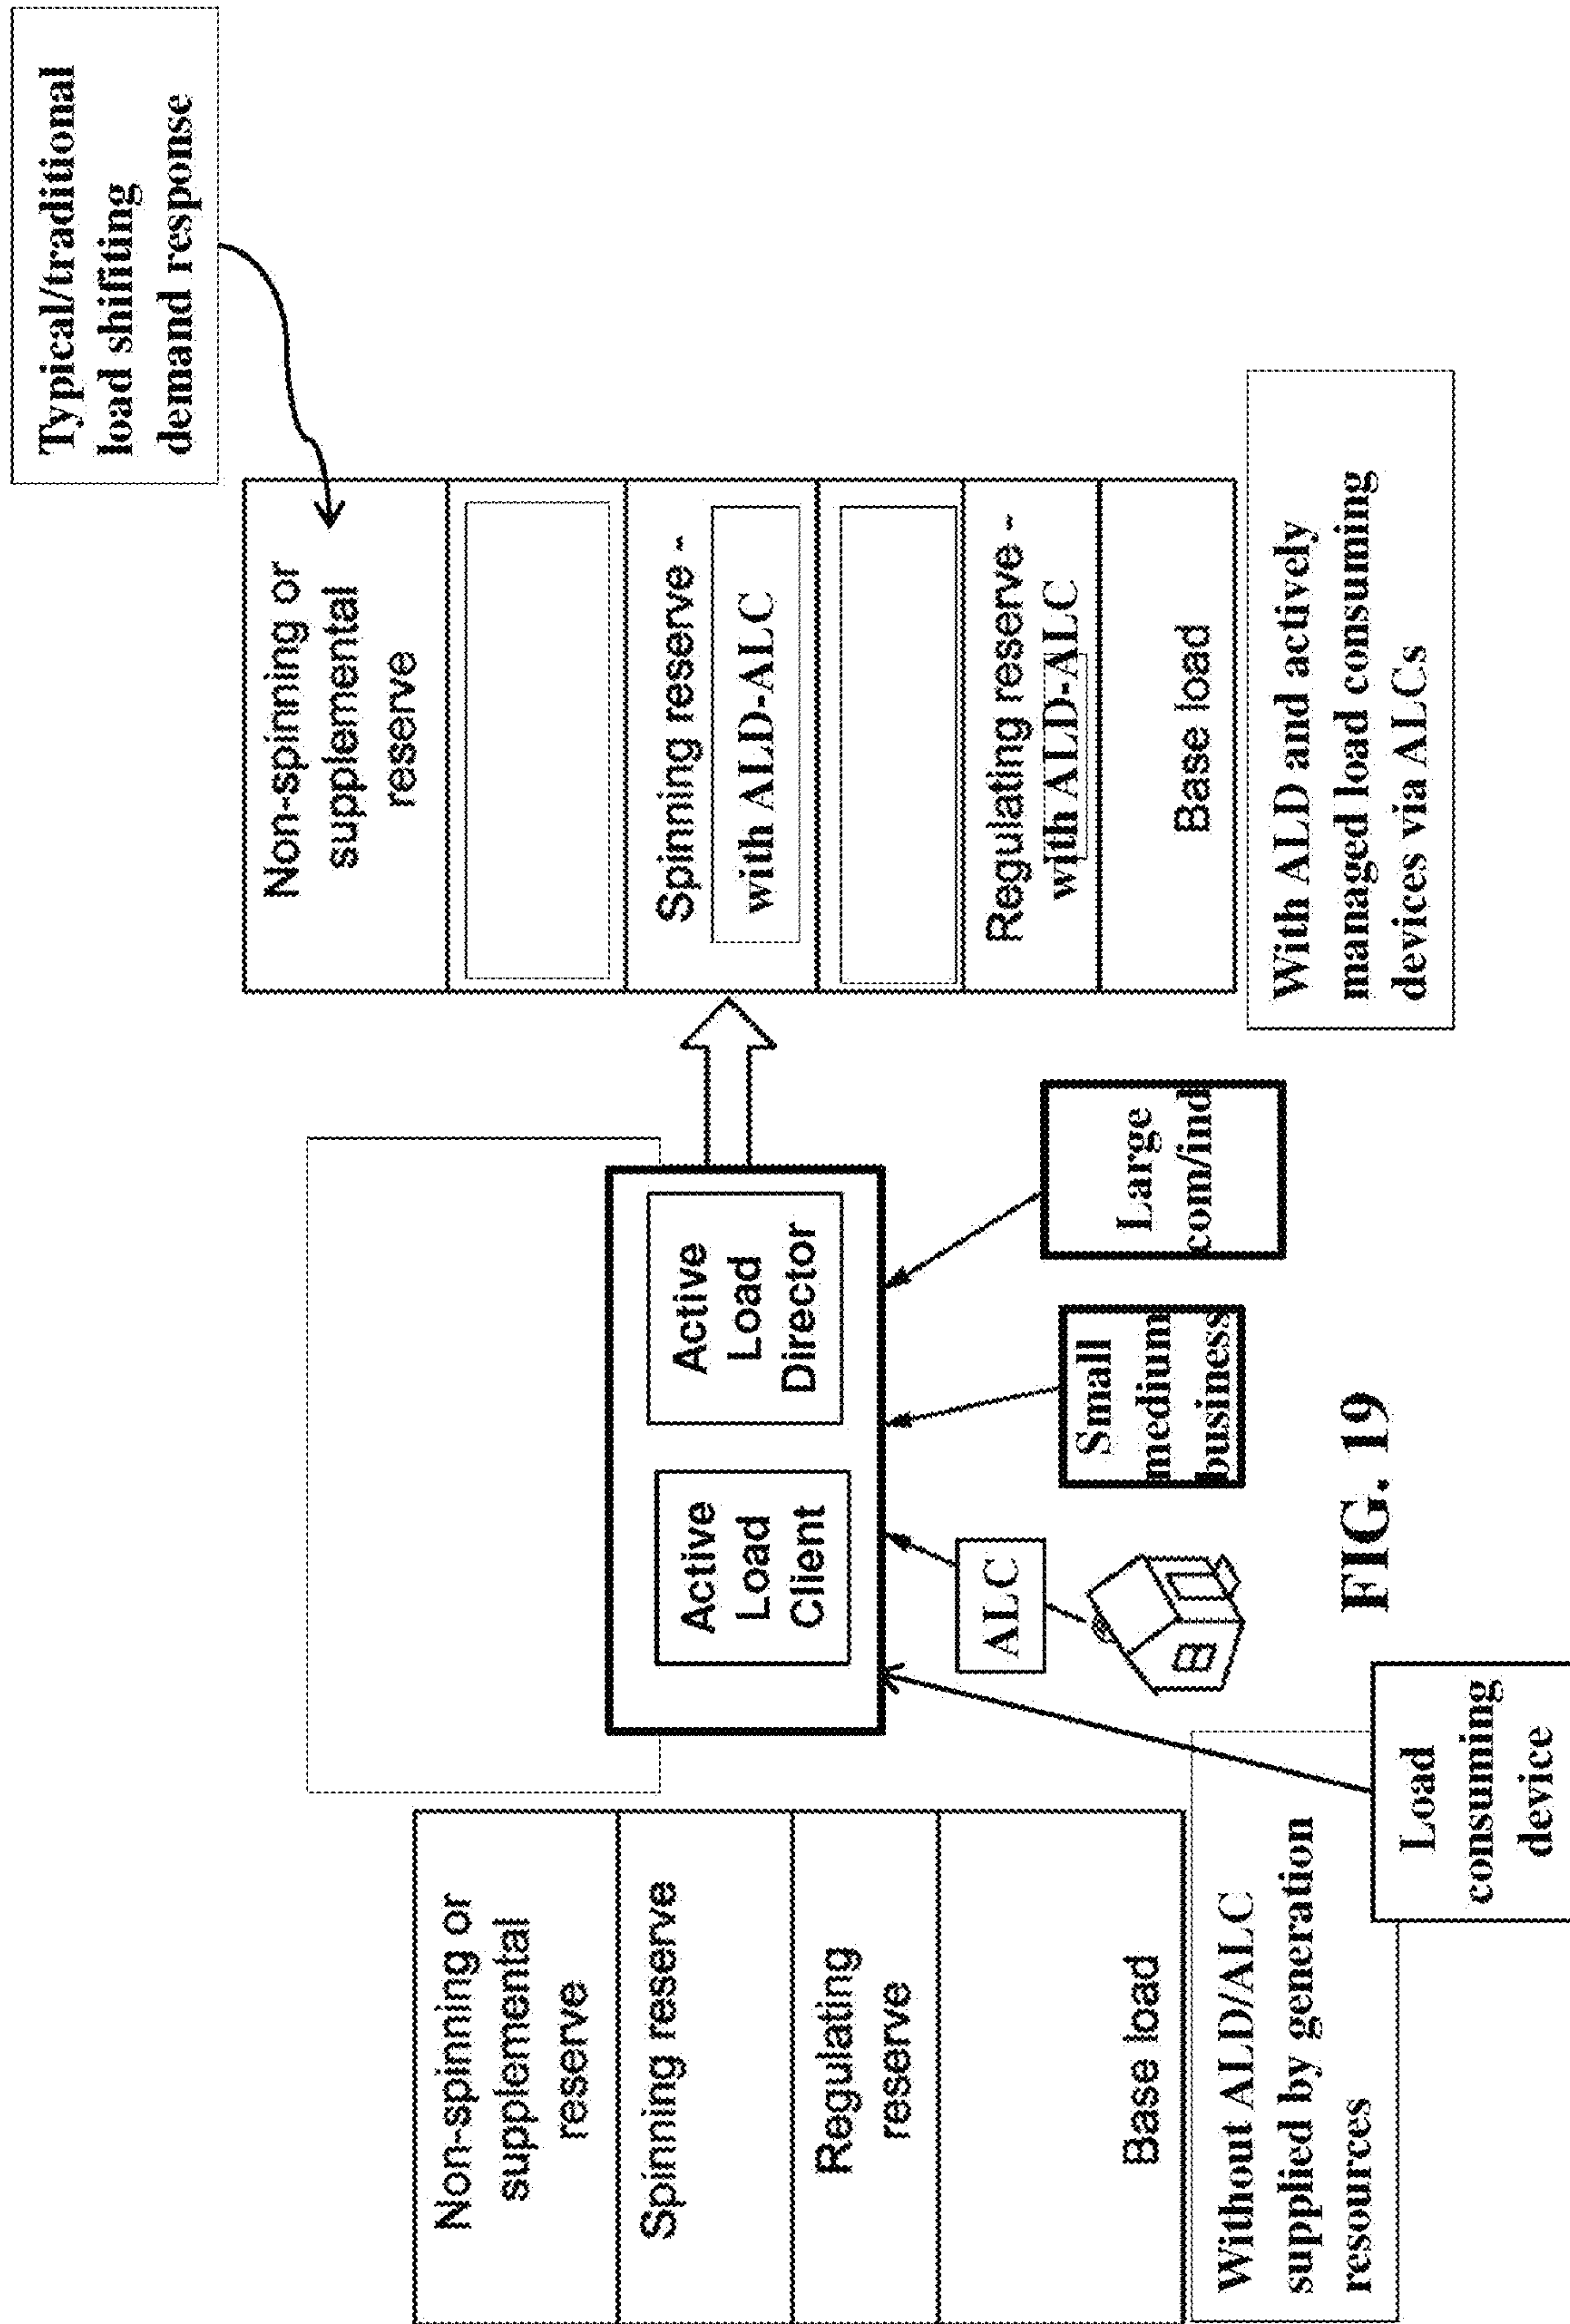 Typical/traditional
load shifting
demand response
Non-spinning or
supplemental
reserve
Spinning reserve
Regulating
reserve
Base load
Without ALD/ALC
supplied by generation
resources
Active
Load
Client
Active
Load
Director
ALC
Small
medium
business
Large
com/ind
Load
consuming
device
Non-spinning or
supplemental
reserve
Spinning reserve -
with ALD-ALC
Regulating reserve -
with ALD-ALC
Base load
With ALD and actively
managed load consuming
devices via ALCs
FIG. 19